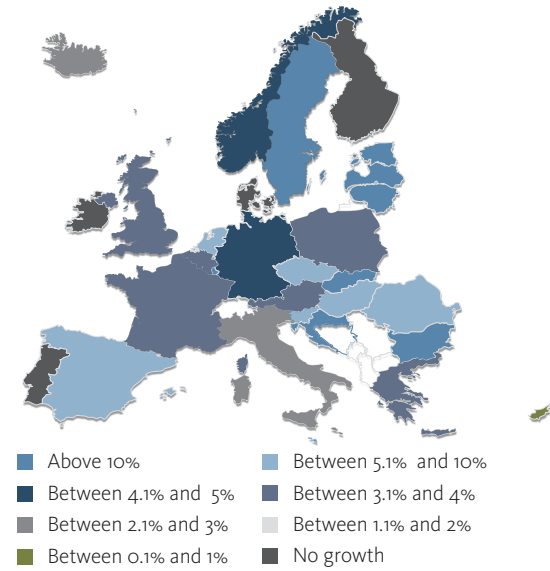 Above 10%
Between 5.1% and 10%
Between 4.1% and 5%
Between 3.1% and 4%
Between 2.1% and 3%
Between 1.1% and 2%
Between 0.1% and 1%
No growth